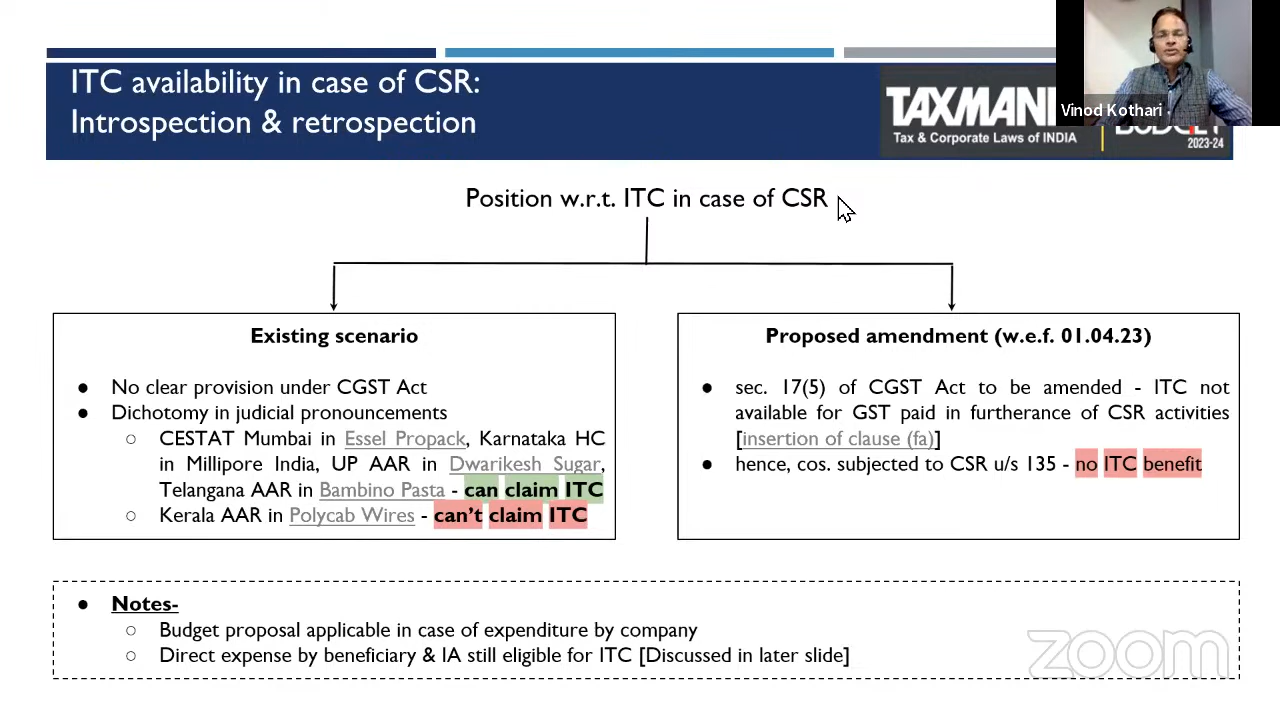 ITC availability in case of CSR:
Introspection & retrospection
TAXMAN
Tax & Corporate Laws of INDIA
2023-24
Vinod Kothari
Position w.r.t. ITC in case of CSR
Existing scenario
● No clear provision under CGST Act
● Dichotomy in judicial pronouncements
○ CESTAT Mumbai in Essel Propack, Karnataka HC
in Millipore India, UP AAR in Dwarikesh Sugar,
Telangana AAR in Bambino Pasta - can claim ITC
○ Kerala AAR in Polycab Wires - can't claim ITC
Proposed amendment (w.e.f. 01.04.23)
● sec. 17(5) of CGST Act to be amended - ITC not
available for GST paid in furtherance of CSR activities
[insertion of clause (fa)]
● hence, cos. subjected to CSR u/s 135 - no ITC benefit
● Notes-
○ Budget proposal applicable in case of expenditure by company
○ Direct expense by beneficiary & IA still eligible for ITC [Discussed in later slide]
zoom